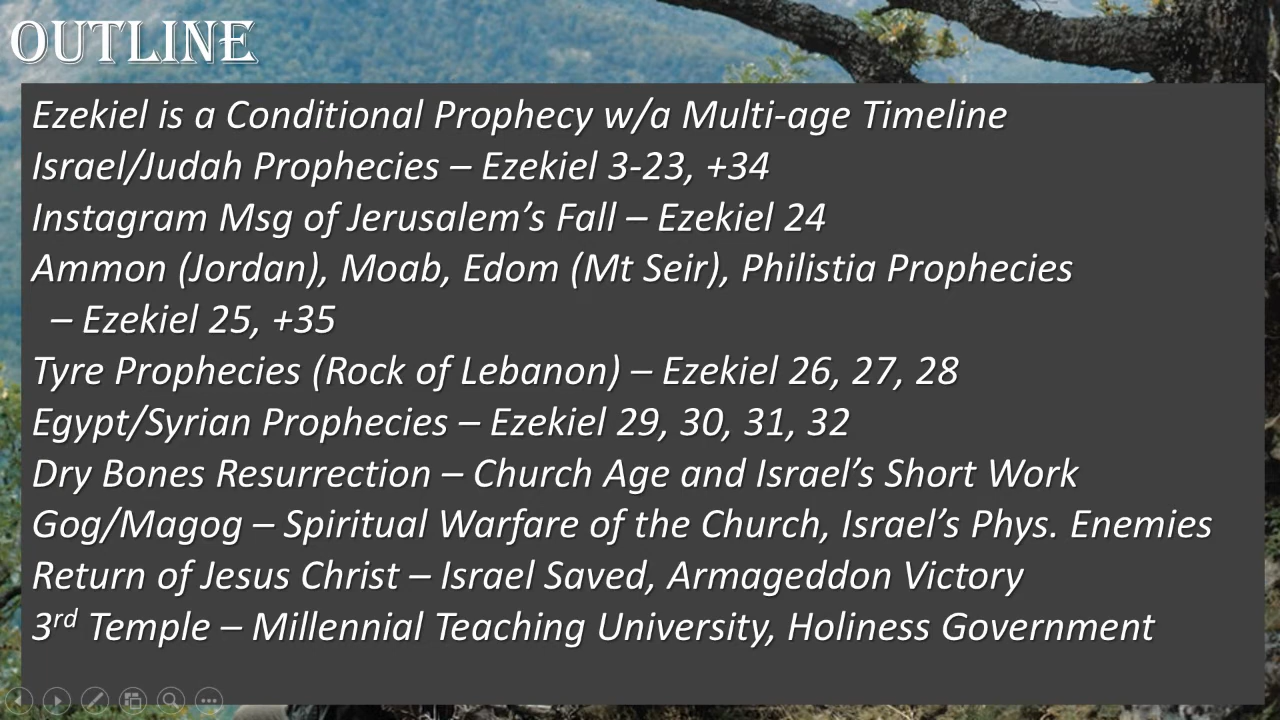 OUTLINE
Ezekiel is a Conditional Prophecy w/a Multi-age Timeline
Israel/Judah Prophecies – Ezekiel 3-23, +34
Instagram Msg of Jerusalem’s Fall – Ezekiel 24
Ammon (Jordan), Moab, Edom (Mt Seir), Philistia Prophecies
– Ezekiel 25, +35
Tyre Prophecies (Rock of Lebanon) – Ezekiel 26, 27, 28
Egypt/Syrian Prophecies – Ezekiel 29, 30, 31, 32
Dry Bones Resurrection – Church Age and Israel’s Short Work
Gog/Magog – Spiritual Warfare of the Church, Israel’s Phys. Enemies
Return of Jesus Christ – Israel Saved, Armageddon Victory
3rd Temple – Millennial Teaching University, Holiness Government